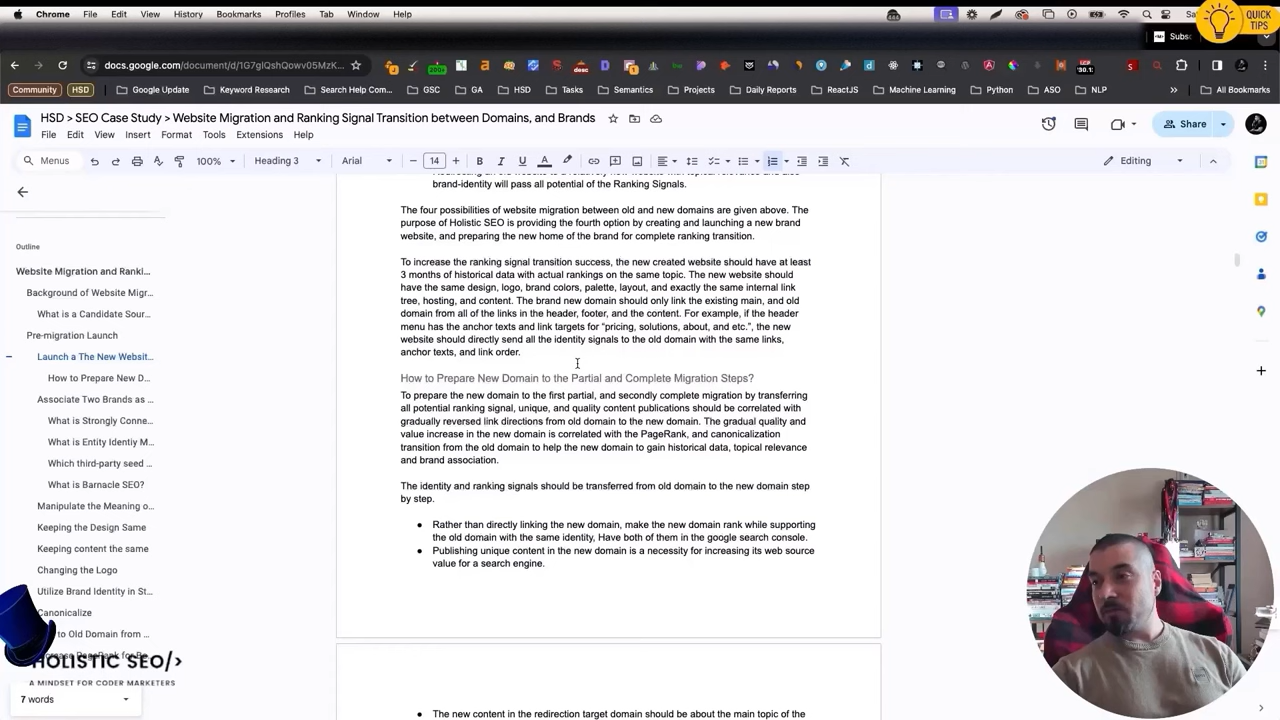 Chrome File Edit View History Bookmarks Profiles Tab Window Help
QUICK
TIPS
Subs
docs.google.com/document/d/1G7glQshQowv05MzK...
Community HSD Google Update Keyword Research Search Help Com... GSC GA HSD Tasks Semantics Projects Daily Reports ReactJS Machine Learning Python ASO NLP » All Bookmarks
HSD > SEO Case Study > Website Migration and Ranking Signal Transition between Domains, and Brands
File Edit View Insert Format Tools Extensions Help
Share
Menus 100% Heading 3 Arial 14 Editing
brand-identity will pass all potential of the Ranking Signals.
The four possibilities of website migration between old and new domains are given above. The
purpose of Holistic SEO is providing the fourth option by creating and launching a new brand
website, and preparing the new home of the brand for complete ranking transition.
To increase the ranking signal transition success, the new created website should have at least
3 months of historical data with actual rankings on the same topic. The new website should
have the same design, logo, brand colors, palette, layout, and exactly the same internal link
tree, hosting, and content. The brand new domain should only link the existing main, and old
domain from all of the links in the header, footer, and the content. For example, if the header
menu has the anchor texts and link targets for “pricing, solutions, about, and etc.”, the new
website should directly send all the identity signals to the old domain with the same links,
anchor texts, and link order.
How to Prepare New Domain to the Partial and Complete Migration Steps?
To prepare the new domain to the first partial, and secondly complete migration by transferring
all potential ranking signal, unique, and quality content publications should be correlated with
gradually reversed link directions from old domain to the new domain. The gradual quality and
value increase in the new domain is correlated with the PageRank, and canonicalization
transition from the old domain to help the new domain to gain historical data, topical relevance
and brand association.
The identity and ranking signals should be transferred from old domain to the new domain step
by step.
● Rather than directly linking the new domain, make the new domain rank while supporting
the old domain with the same identity, Have both of them in the google search console.
● Publishing unique content in the new domain is a necessity for increasing its web source
value for a search engine.
● The new content in the redirection target domain should be about the main topic of the
Outline
Website Migration and Ranki...
Background of Website Migr...
What is a Candidate Sour...
Pre-migration Launch
Launch a The New Websit...
How to Prepare New D...
Associate Two Brands as ...
What is Strongly Conne...
What is Entity Identiy M...
Which third-party seed ...
What is Barnacle SEO?
Manipulate the Meaning o...
Keeping the Design Same
Keeping content the same
Changing the Logo
Utilize Brand Identity in St...
Canonicalize
to Old Domain from ...
HOLISTIC SEO/>
A MINDSET FOR CODER MARKETERS
7 words